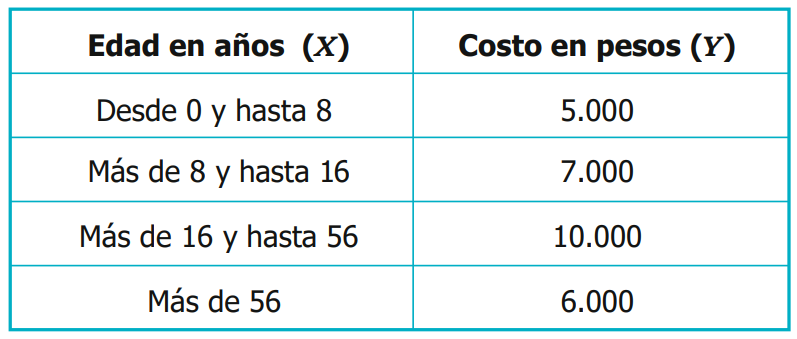 Edad en años (X) Costo en pesos (Y)
Desde 0 y hasta 8 5.000
Más de 8 y hasta 16 7.000
Más de 16 y hasta 56 10.000
Más de 56 6.000